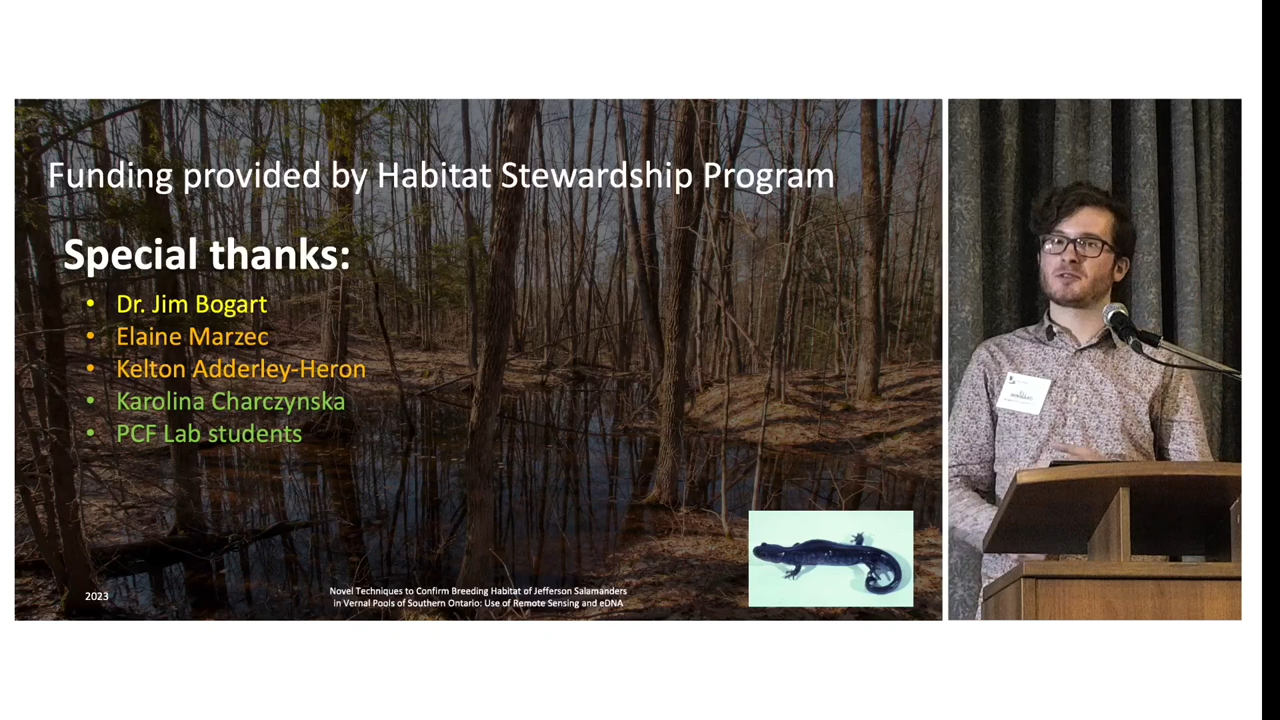 Funding provided by Habitat Stewardship Program
Special thanks:
• Dr. Jim Bogart
• Elaine Marzec
• Kelton Adderley-Heron
• Karolina Charczynska
• PCF Lab students
2023
Novel Techniques to Confirm Breeding Habitat of Jefferson Salamanders
in Vernal Pools of Southern Ontario: Use of Remote Sensing and eDNA